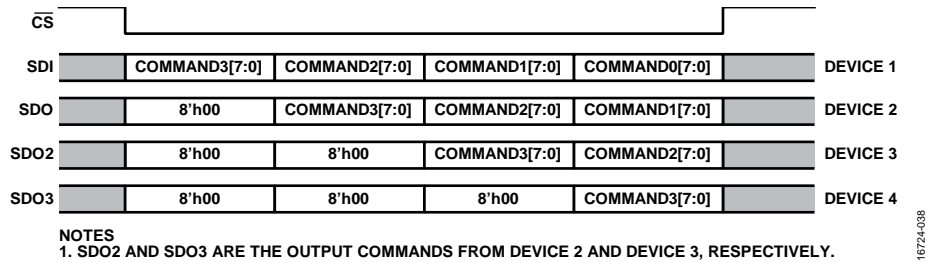 CS
SDI COMMAND3[7:0] COMMAND2[7:0] COMMAND1[7:0] COMMAND0[7:0] DEVICE 1
SDO 8’h00 COMMAND3[7:0] COMMAND2[7:0] COMMAND1[7:0] DEVICE 2
SDO2 8’h00 8’h00 COMMAND3[7:0] COMMAND2[7:0] DEVICE 3
SDO3 8’h00 8’h00 8’h00 COMMAND3[7:0] DEVICE 4
NOTES
1. SDO2 AND SDO3 ARE THE OUTPUT COMMANDS FROM DEVICE 2 AND DEVICE 3, RESPECTIVELY.
16724-038